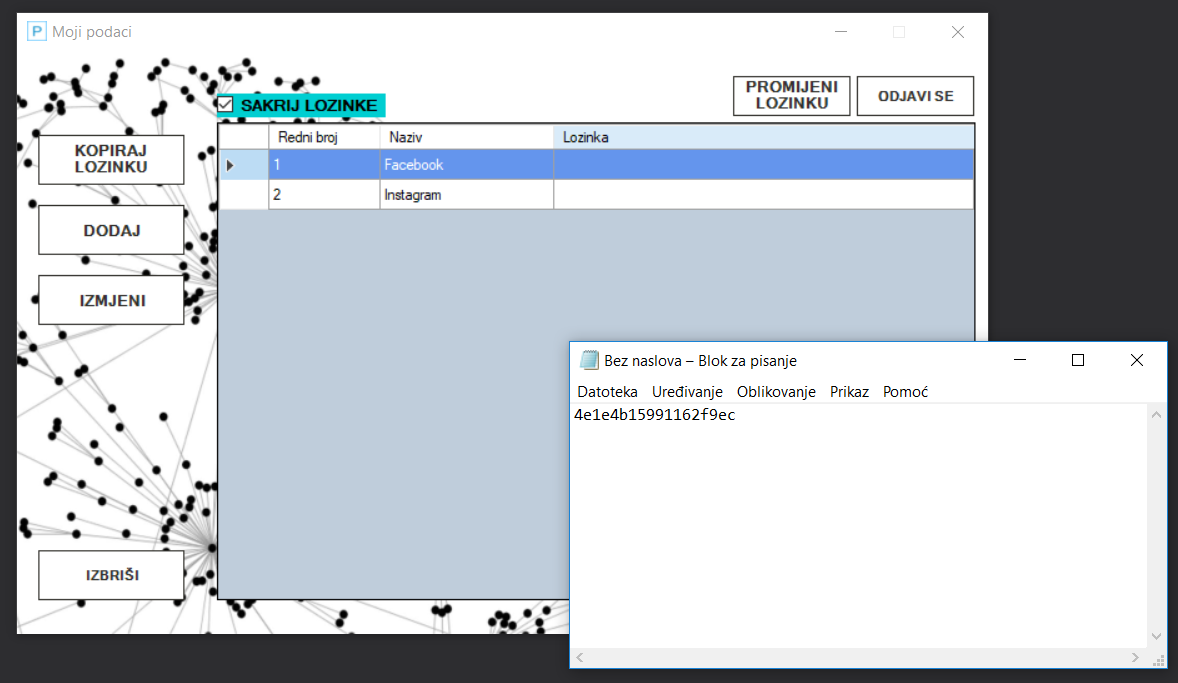 P Moji podaci
PROMIJENI
LOZINKU
ODJAVI SE
SAKRIJ LOZINKE
KOPIRAJ
LOZINKU
DODAJ
IZMJENI
IZBRIŠI
Redni broj Naziv Lozinka
1 Facebook
2 Instagram
Bez naslova – Blok za pisanje
Datoteka Uređivanje Oblikovanje Prikaz Pomoć
4e1e4b15991162f9ec